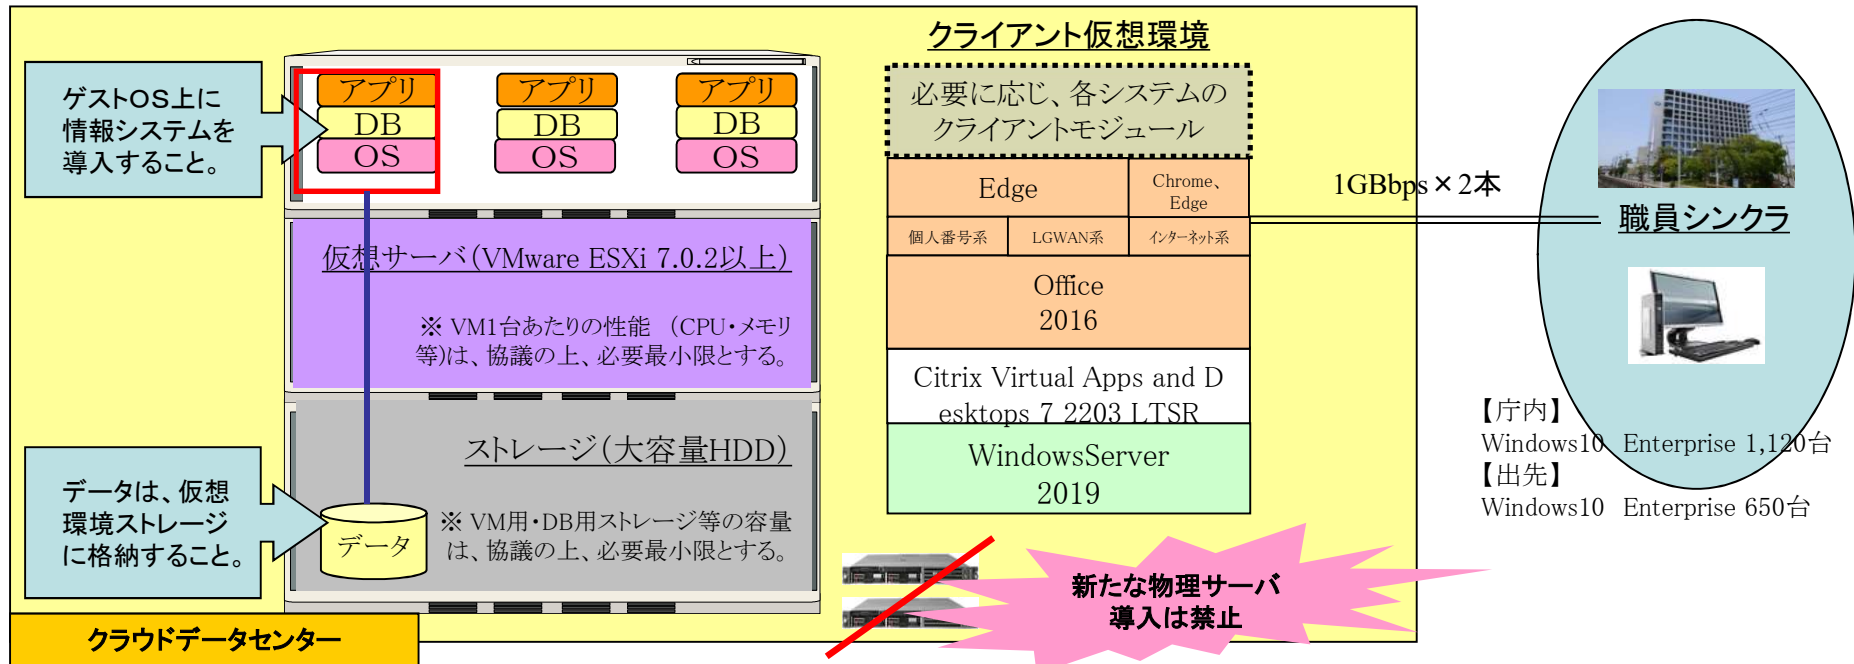 クライアント仮想環境
ゲストOS上に
情報システムを
導入すること。
アプリ
DB
OS
アプリ
DB
OS
アプリ
DB
OS
仮想サーバ(VMware ESXi 7.0.2以上)
※ VM1台あたりの性能 (CPU・メモリ
等)は、協議の上、必要最小限とする。
ストレージ(大容量HDD)
※ VM用・DB用ストレージ等の容量
は、協議の上、必要最小限とする。
データ
データは、仮想
環境ストレージ
に格納すること。
クラウドデータセンター
必要に応じ、各システムの
クライアントモジュール
Edge
Chrome、
Edge
個人番号系
LGWAN系
インターネット系
Office
2016
Citrix Virtual Apps and D
esktops 7 2203 LTSR
WindowsServer
2019
新たな物理サーバ
導入は禁止
1GBbps×2本
職員シンクラ
【庁内】
Windows10 Enterprise 1,120台
【出先】
Windows10 Enterprise 650台